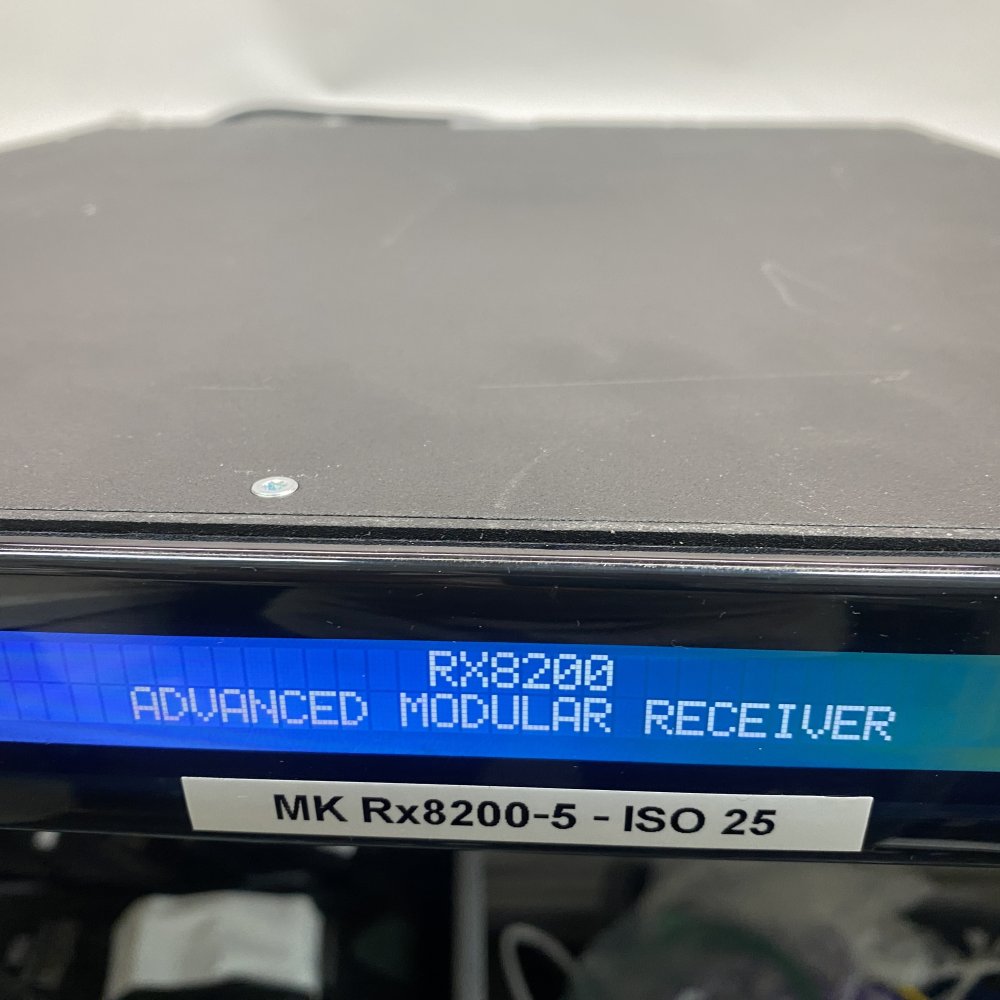 RX8200
ADVANCED MODULAR RECEIVER
MK Rx8200-5 - ISO 25